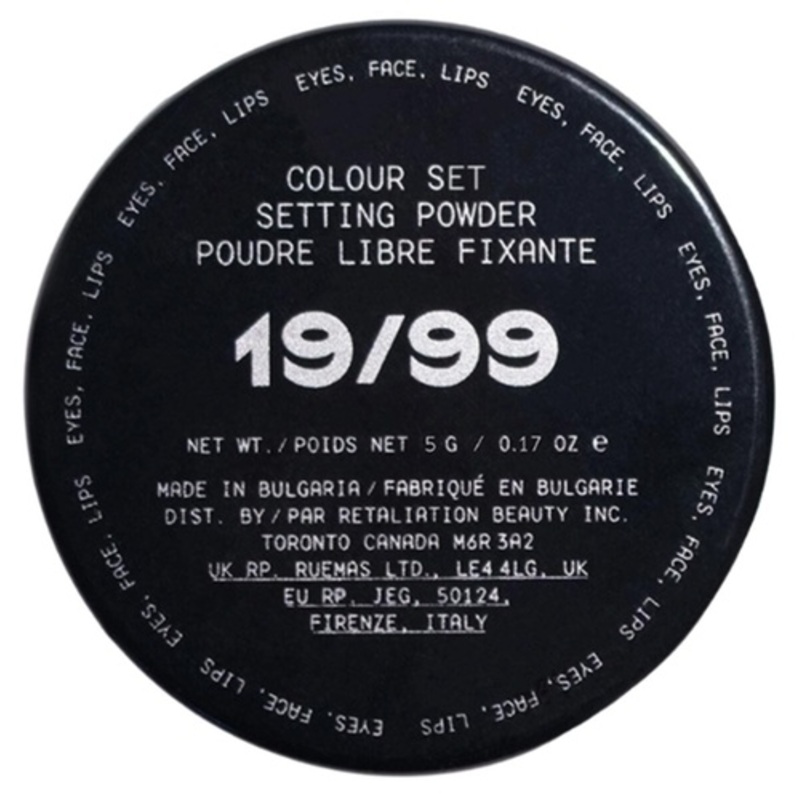 COLOUR SET
SETTING POWDER
POUDRE LIBRE FIXANTE
19/99
NET WT./POIDS NET 5 G / 0.17 OZ ℮
MADE IN BULGARIA/FABRIQUÉ EN BULGARIE
DIST. BY/PAR RETALIATION BEAUTY INC.
TORONTO CANADA M6R 3A2
UK RP. RUEMAS LTD., LE4 4LG, UK
EU RP. JEG, 50124,
FIRENZE, ITALY
EYES, FACE, LIPS
EYES, FACE, LIPS
EYES, FACE, LIPS
EYES, FACE, LIPS
EYES, FACE, LIPS
EYES, FACE, LIPS
EYES, FACE, LIPS
EYES, FACE, LIPS
EYES, FACE, LIPS